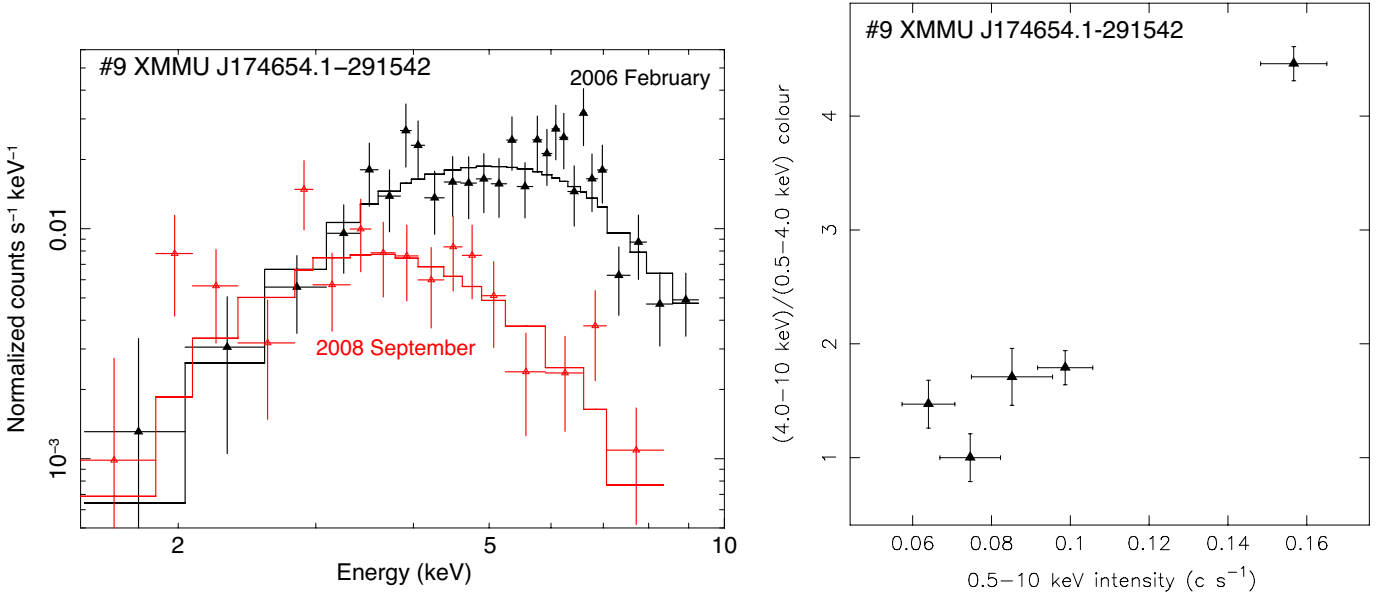 #9 XMMU J174654.1−291542
2006 February
2008 September
Normalized counts s⁻¹ keV⁻¹
0.01
10⁻³
2
5
10
Energy (keV)
#9 XMMU J174654.1-291542
(4.0−10 keV)/(0.5−4.0 keV) colour
4
3
2
1
0.06 0.08 0.1 0.12 0.14 0.16
0.5−10 keV intensity (c s⁻¹)